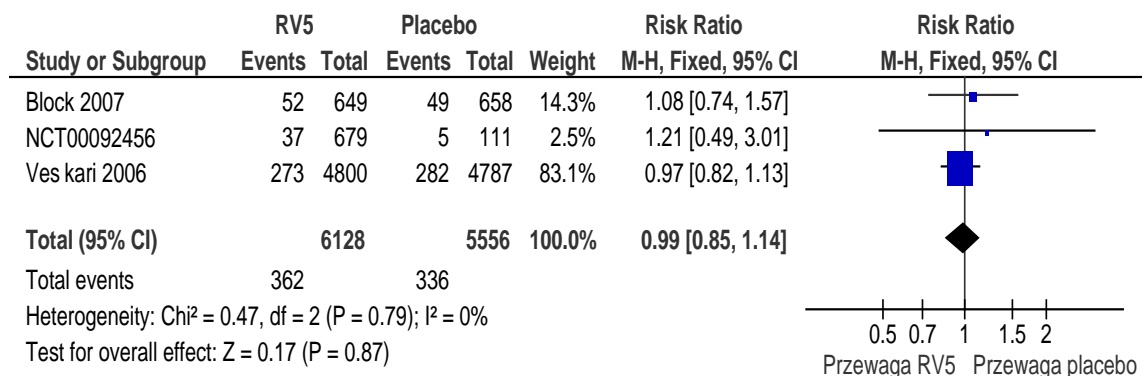 RV5 Placebo Risk Ratio Risk Ratio
Study or Subgroup Events Total Events Total Weight M-H, Fixed, 95% CI M-H, Fixed, 95% CI
Block 2007 52 649 49 658 14.3% 1.08 [0.74, 1.57]
NCT00092456 37 679 5 111 2.5% 1.21 [0.49, 3.01]
Ves kari 2006 273 4800 282 4787 83.1% 0.97 [0.82, 1.13]
Total (95% CI) 6128 5556 100.0% 0.99 [0.85, 1.14]
Total events 362 336
Heterogeneity: Chi² = 0.47, df = 2 (P = 0.79); I² = 0%
Test for overall effect: Z = 0.17 (P = 0.87)
0.5 0.7 1 1.5 2
Przewaga RV5 Przewaga placebo